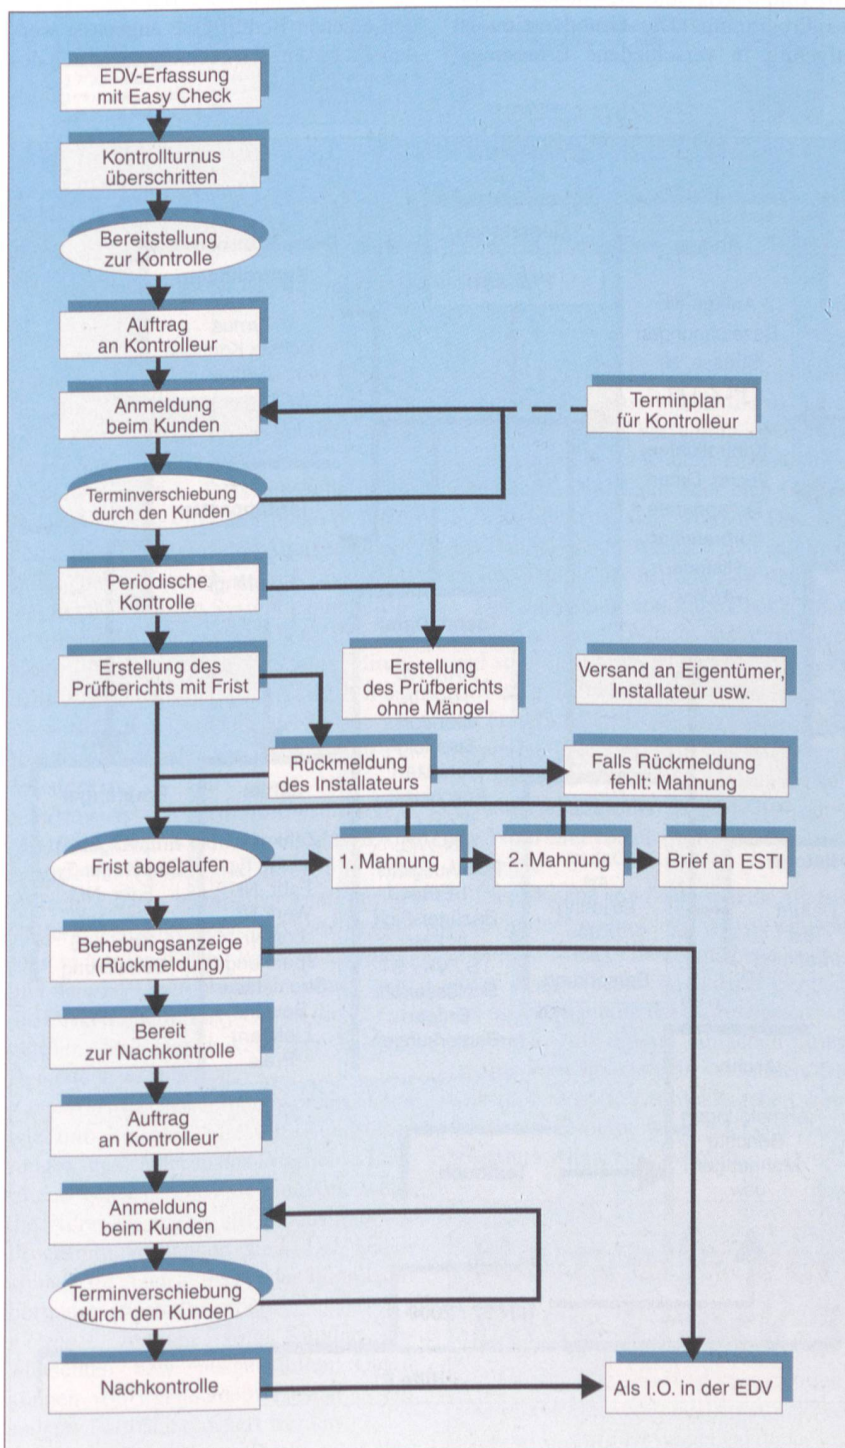 EDV-Erfassung
mit Easy Check
Kontrollturnus
überschritten
Bereitstellung
zur Kontrolle
Auftrag
an Kontrolleur
Anmeldung
beim Kunden
Terminplan
für Kontrolleur
Terminverschiebung
durch den Kunden
Periodische
Kontrolle
Erstellung des
Prüfberichts mit Frist
Erstellung
des Prüfberichts
ohne Mängel
Versand an Eigentümer,
Installateur usw.
Rückmeldung
des Installateurs
Falls Rückmeldung
fehlt: Mahnung
Frist abgelaufen
1. Mahnung
2. Mahnung
Brief an ESTI
Behebungsanzeige
(Rückmeldung)
Bereit
zur Nachkontrolle
Auftrag
an Kontrolleur
Anmeldung
beim Kunden
Terminverschiebung
durch den Kunden
Nachkontrolle
Als I.O. in der EDV